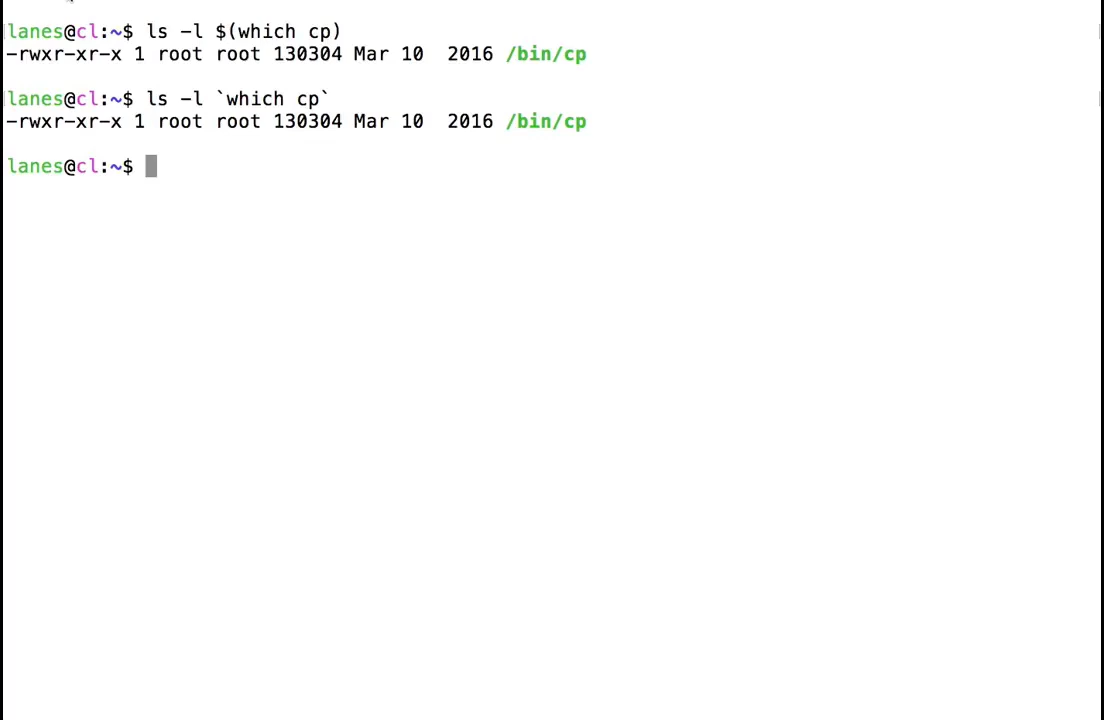 lanes@cl:~$ ls -l $(which cp)
-rwxr-xr-x 1 root root 130304 Mar 10  2016 /bin/cp
lanes@cl:~$ ls -l `which cp`
-rwxr-xr-x 1 root root 130304 Mar 10  2016 /bin/cp
lanes@cl:~$